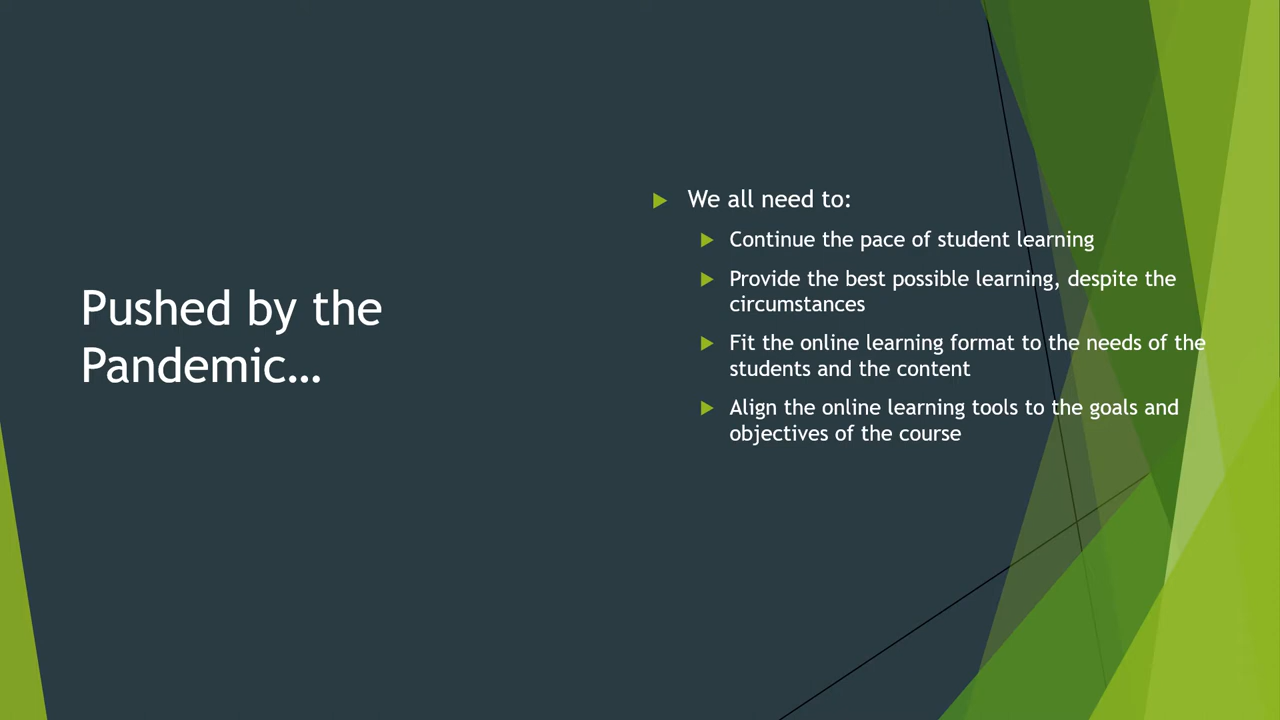 Pushed by the
Pandemic…
We all need to:
Continue the pace of student learning
Provide the best possible learning, despite the
circumstances
Fit the online learning format to the needs of the
students and the content
Align the online learning tools to the goals and
objectives of the course